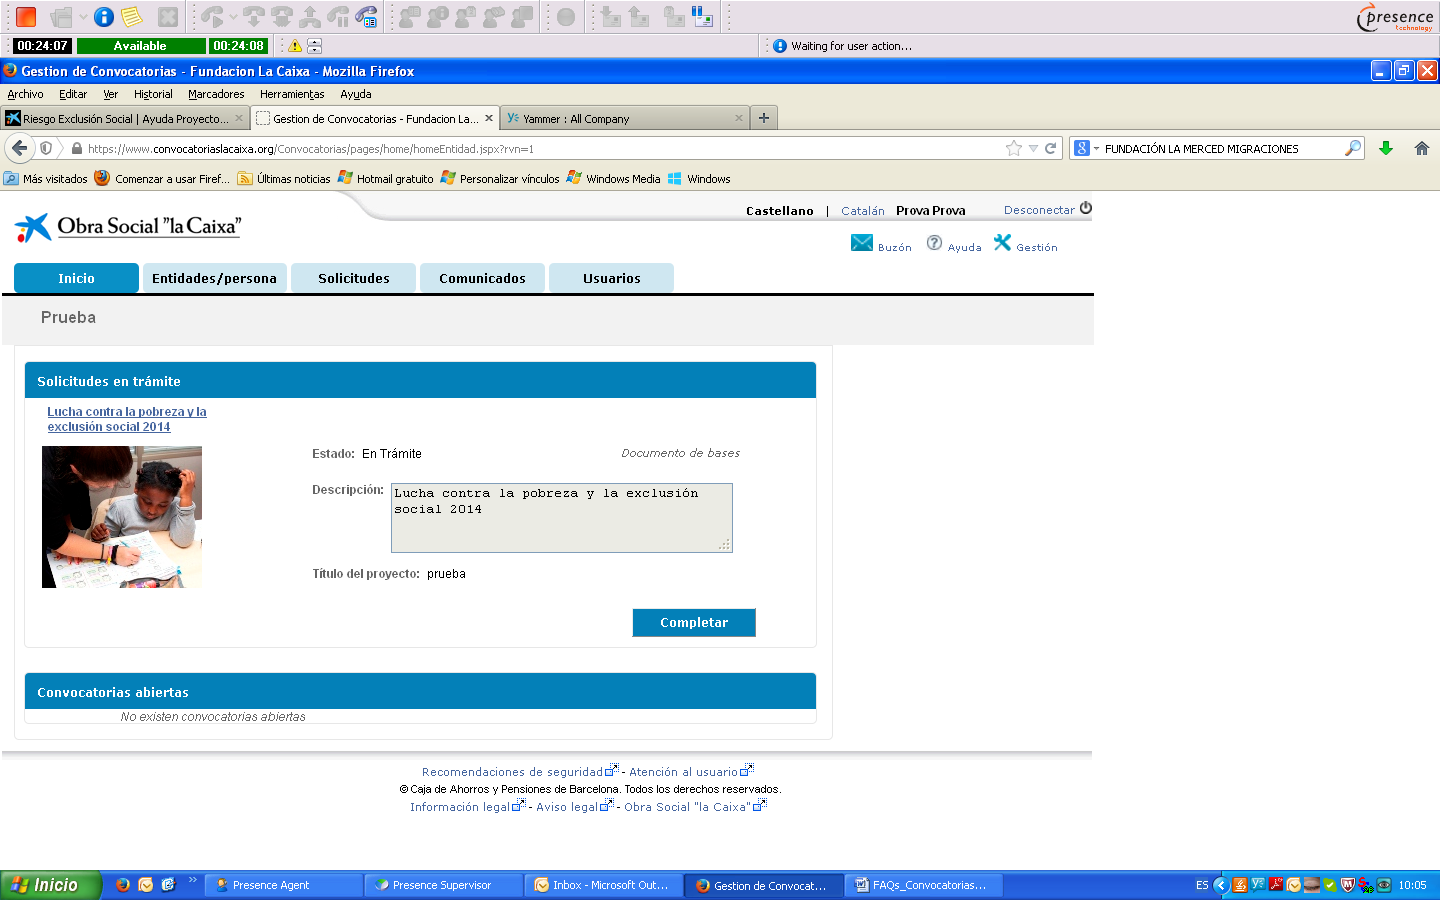 presence
technology
00:24:07 Available 00:24:08 Waiting for user action...
Gestion de Convocatorias - Fundacion La Caixa - Mozilla Firefox
Archivo Editar Ver Historial Marcadores Herramientas Ayuda
Riesgo Exclusión Social | Ayuda Proyecto... Gestion de Convocatorias - Fundacion La... Yammer : All Company
https://www.convocatoriaslacaixa.org/Convocatorias/pages/home/homeEntidad.jspx?rvn=1 FUNDACIÓN LA MERCED MIGRACIONES
Más visitados Comenzar a usar Firef... Últimas noticias Hotmail gratuito Personalizar vínculos Windows Media Windows
Castellano | Catalán Prova Prova Desconectar
Obra Social "la Caixa"
Buzón Ayuda Gestión
Inicio Entidades/persona Solicitudes Comunicados Usuarios
Prueba
Solicitudes en trámite
Lucha contra la pobreza y la
exclusión social 2014
Estado: En Trámite Documento de bases
Descripción: Lucha contra la pobreza y la exclusión
social 2014
Título del proyecto: prueba
Completar
Convocatorias abiertas
No existen convocatorias abiertas
Recomendaciones de seguridad - Atención al usuario
© Caja de Ahorros y Pensiones de Barcelona. Todos los derechos reservados.
Información legal - Aviso legal - Obra Social "la Caixa"
Inicio » Presence Agent Presence Supervisor Inbox - Microsoft Out... Gestion de Convocat... FAQs_Convocatorias... ES 10:05